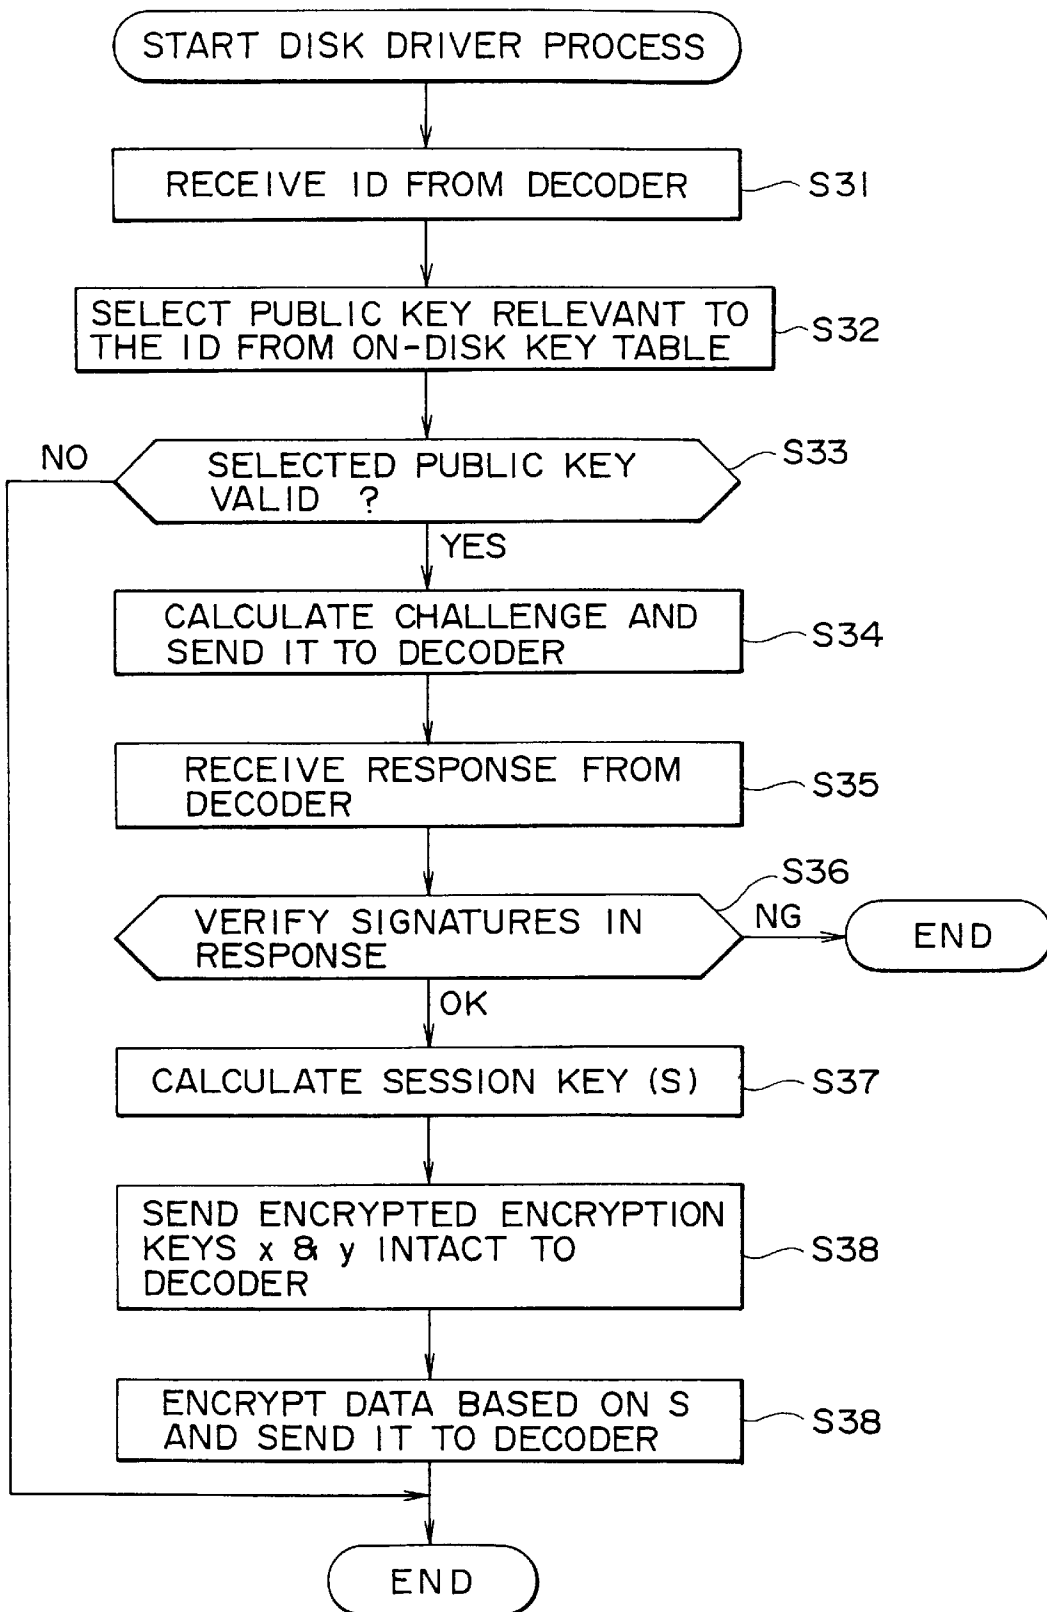 START DISK DRIVER PROCESS
RECEIVE ID FROM DECODER
S31
SELECT PUBLIC KEY RELEVANT TO
THE ID FROM ON-DISK KEY TABLE
S32
NO
SELECTED PUBLIC KEY
VALID ?
S33
YES
CALCULATE CHALLENGE AND
SEND IT TO DECODER
S34
RECEIVE RESPONSE FROM
DECODER
S35
S36
VERIFY SIGNATURES IN
RESPONSE
NG
END
OK
CALCULATE SESSION KEY (S)
S37
SEND ENCRYPTED ENCRYPTION
KEYS x & y INTACT TO
DECODER
S38
ENCRYPT DATA BASED ON S
AND SEND IT TO DECODER
S38
END